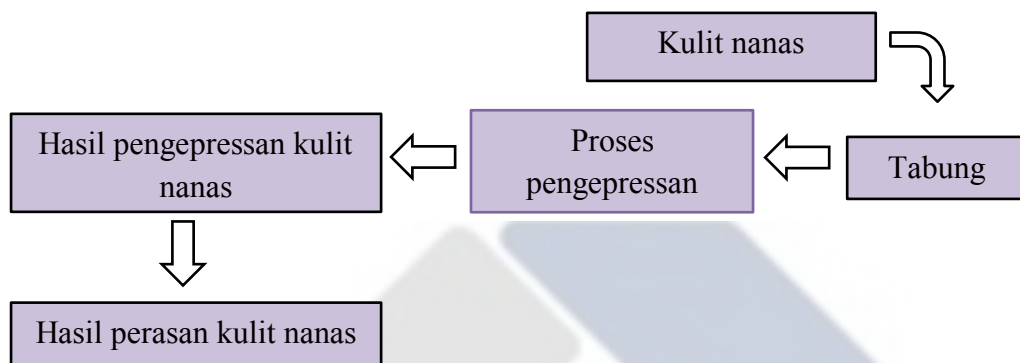 Kulit nanas
Tabung
Proses
pengepressan
Hasil pengepressan kulit
nanas
Hasil perasan kulit nanas